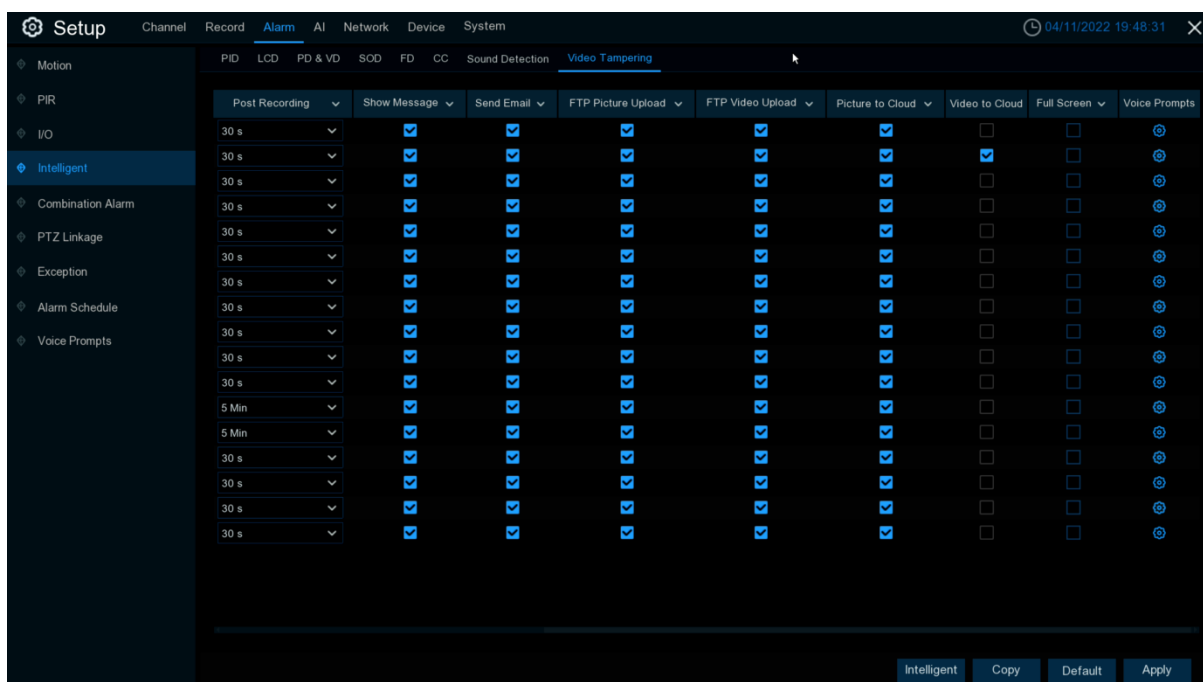 Setup Channel Record Alarm AI Network Device System 04/11/2022 19:48:31
Motion
PIR
I/O
Intelligent
Combination Alarm
PTZ Linkage
Exception
Alarm Schedule
Voice Prompts
PID LCD PD & VD SOD FD CC Sound Detection Video Tampering
Post Recording Show Message Send Email FTP Picture Upload FTP Video Upload Picture to Cloud Video to Cloud Full Screen Voice Prompts
30 s
30 s
30 s
30 s
30 s
30 s
30 s
30 s
30 s
30 s
30 s
5 Min
5 Min
30 s
30 s
30 s
30 s
Intelligent Copy Default Apply